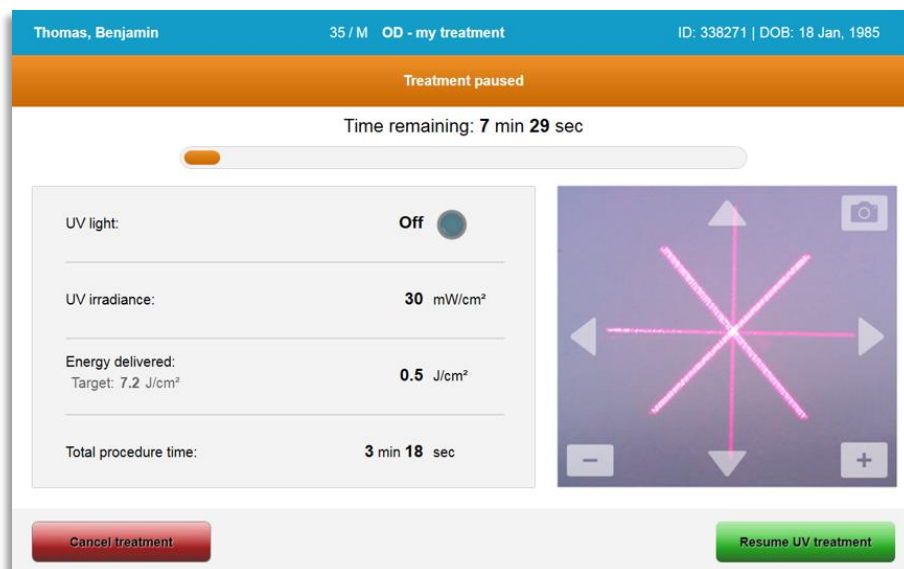 Thomas, Benjamin 35 / M OD - my treatment ID: 338271 | DOB: 18 Jan, 1985
Treatment paused
Time remaining: 7 min 29 sec
UV light: Off
UV irradiance: 30 mW/cm²
Energy delivered:
Target: 7.2 J/cm²
0.5 J/cm²
Total procedure time: 3 min 18 sec
Cancel treatment Resume UV treatment